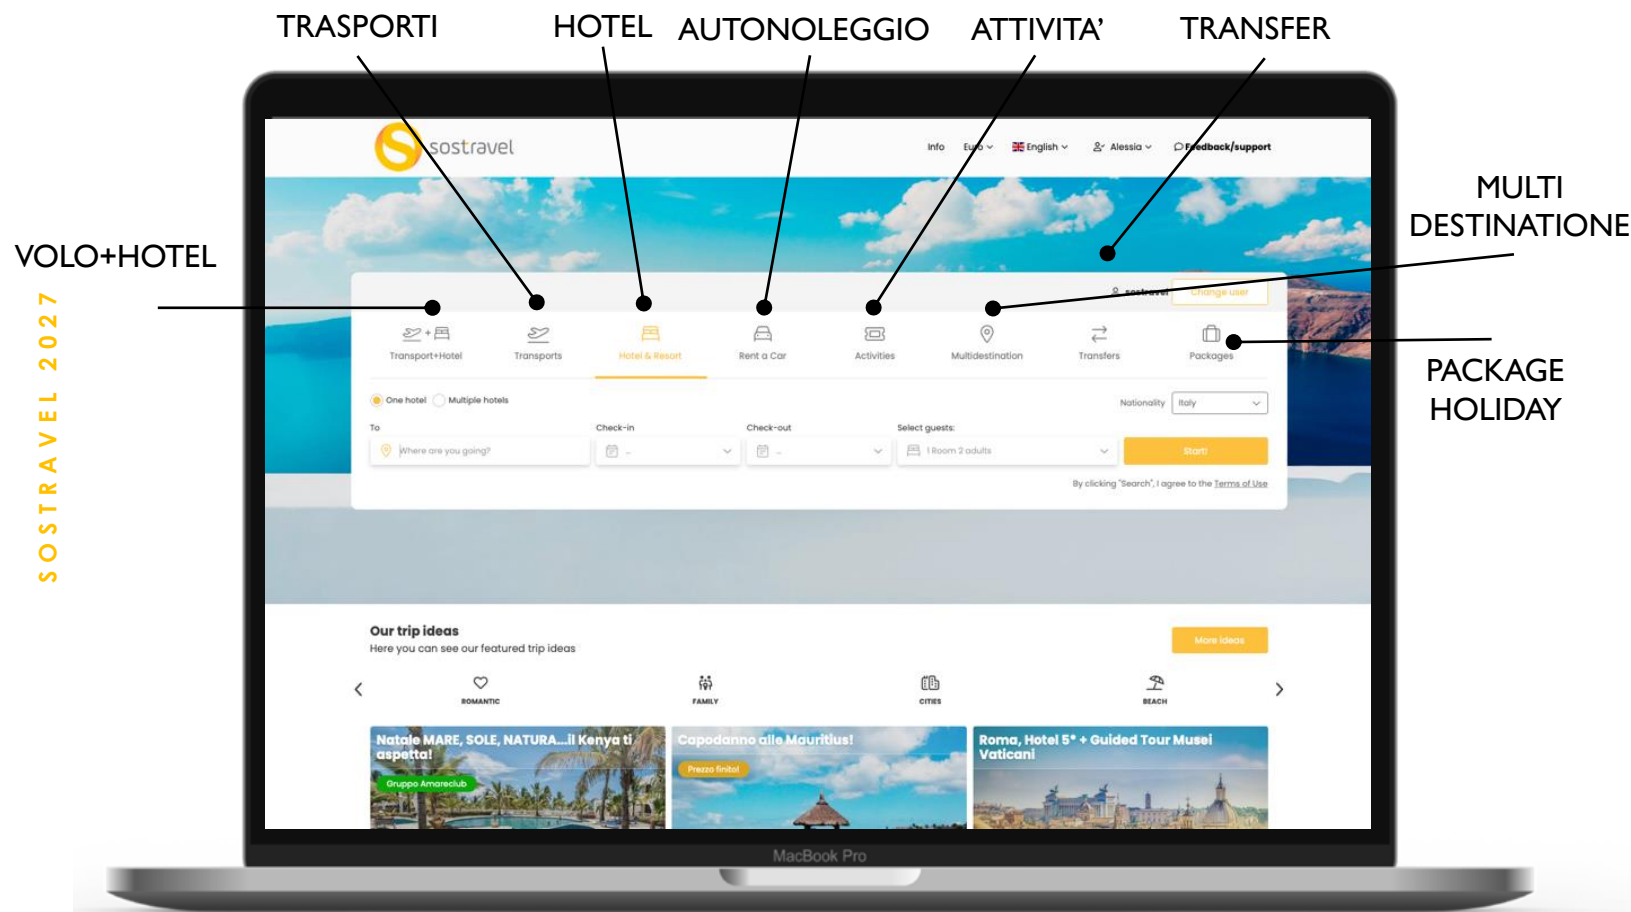 TRASPORTI
HOTEL
AUTONOLEGGIO
ATTIVITA’
TRANSFER
VOLO+HOTEL
MULTI
DESTINATIONE
PACKAGE
HOLIDAY
SOSTRAVEL 2027
sostravel
Info
Euro
English
Alessia
Feedback/support
sostravel
Change user
Transport+Hotel
Transports
Hotel & Resort
Rent a Car
Activities
Multidestination
Transfers
Packages
One hotel
Multiple hotels
Nationality
Italy
To
Check-in
Check-out
Select guests:
Where are you going?
1 Room 2 adults
Start!
By clicking "Search", I agree to the Terms of Use
Our trip ideas
Here you can see our featured trip ideas
More ideas
ROMANTIC
FAMILY
CITIES
BEACH
Natale MARE, SOLE, NATURA...il Kenya ti
aspetta!
Gruppo Amareclub
Capodanno alle Mauritius!
Prezzo finito!
Roma, Hotel 5* + Guided Tour Musei
Vaticani
MacBook Pro